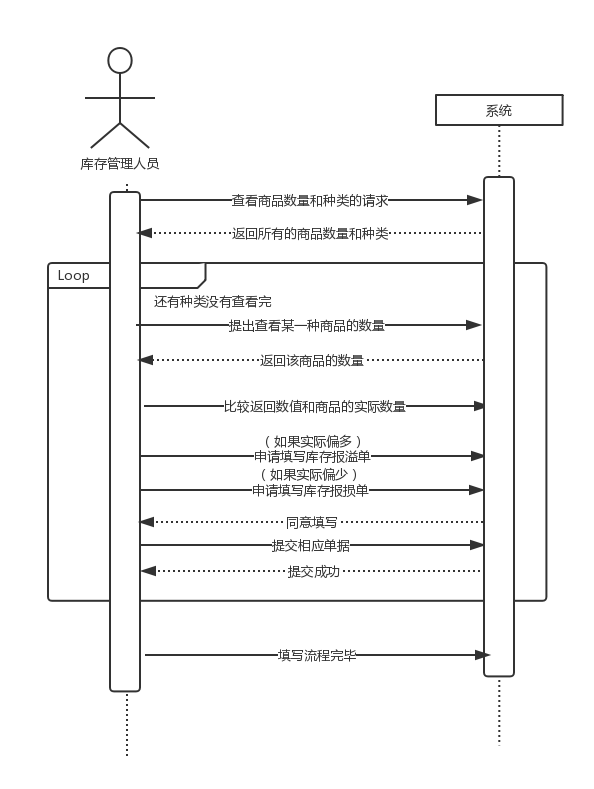 系统
库存管理人员
查看商品数量和种类的请求
返回所有的商品数量和种类
Loop
还有种类没有查看完
提出查看某一种商品的数量
返回该商品的数量
比较返回数值和商品的实际数量
（如果实际偏多）
申请填写库存报溢单
（如果实际偏少）
申请填写库存报损单
同意填写
提交相应单据
提交成功
填写流程完毕